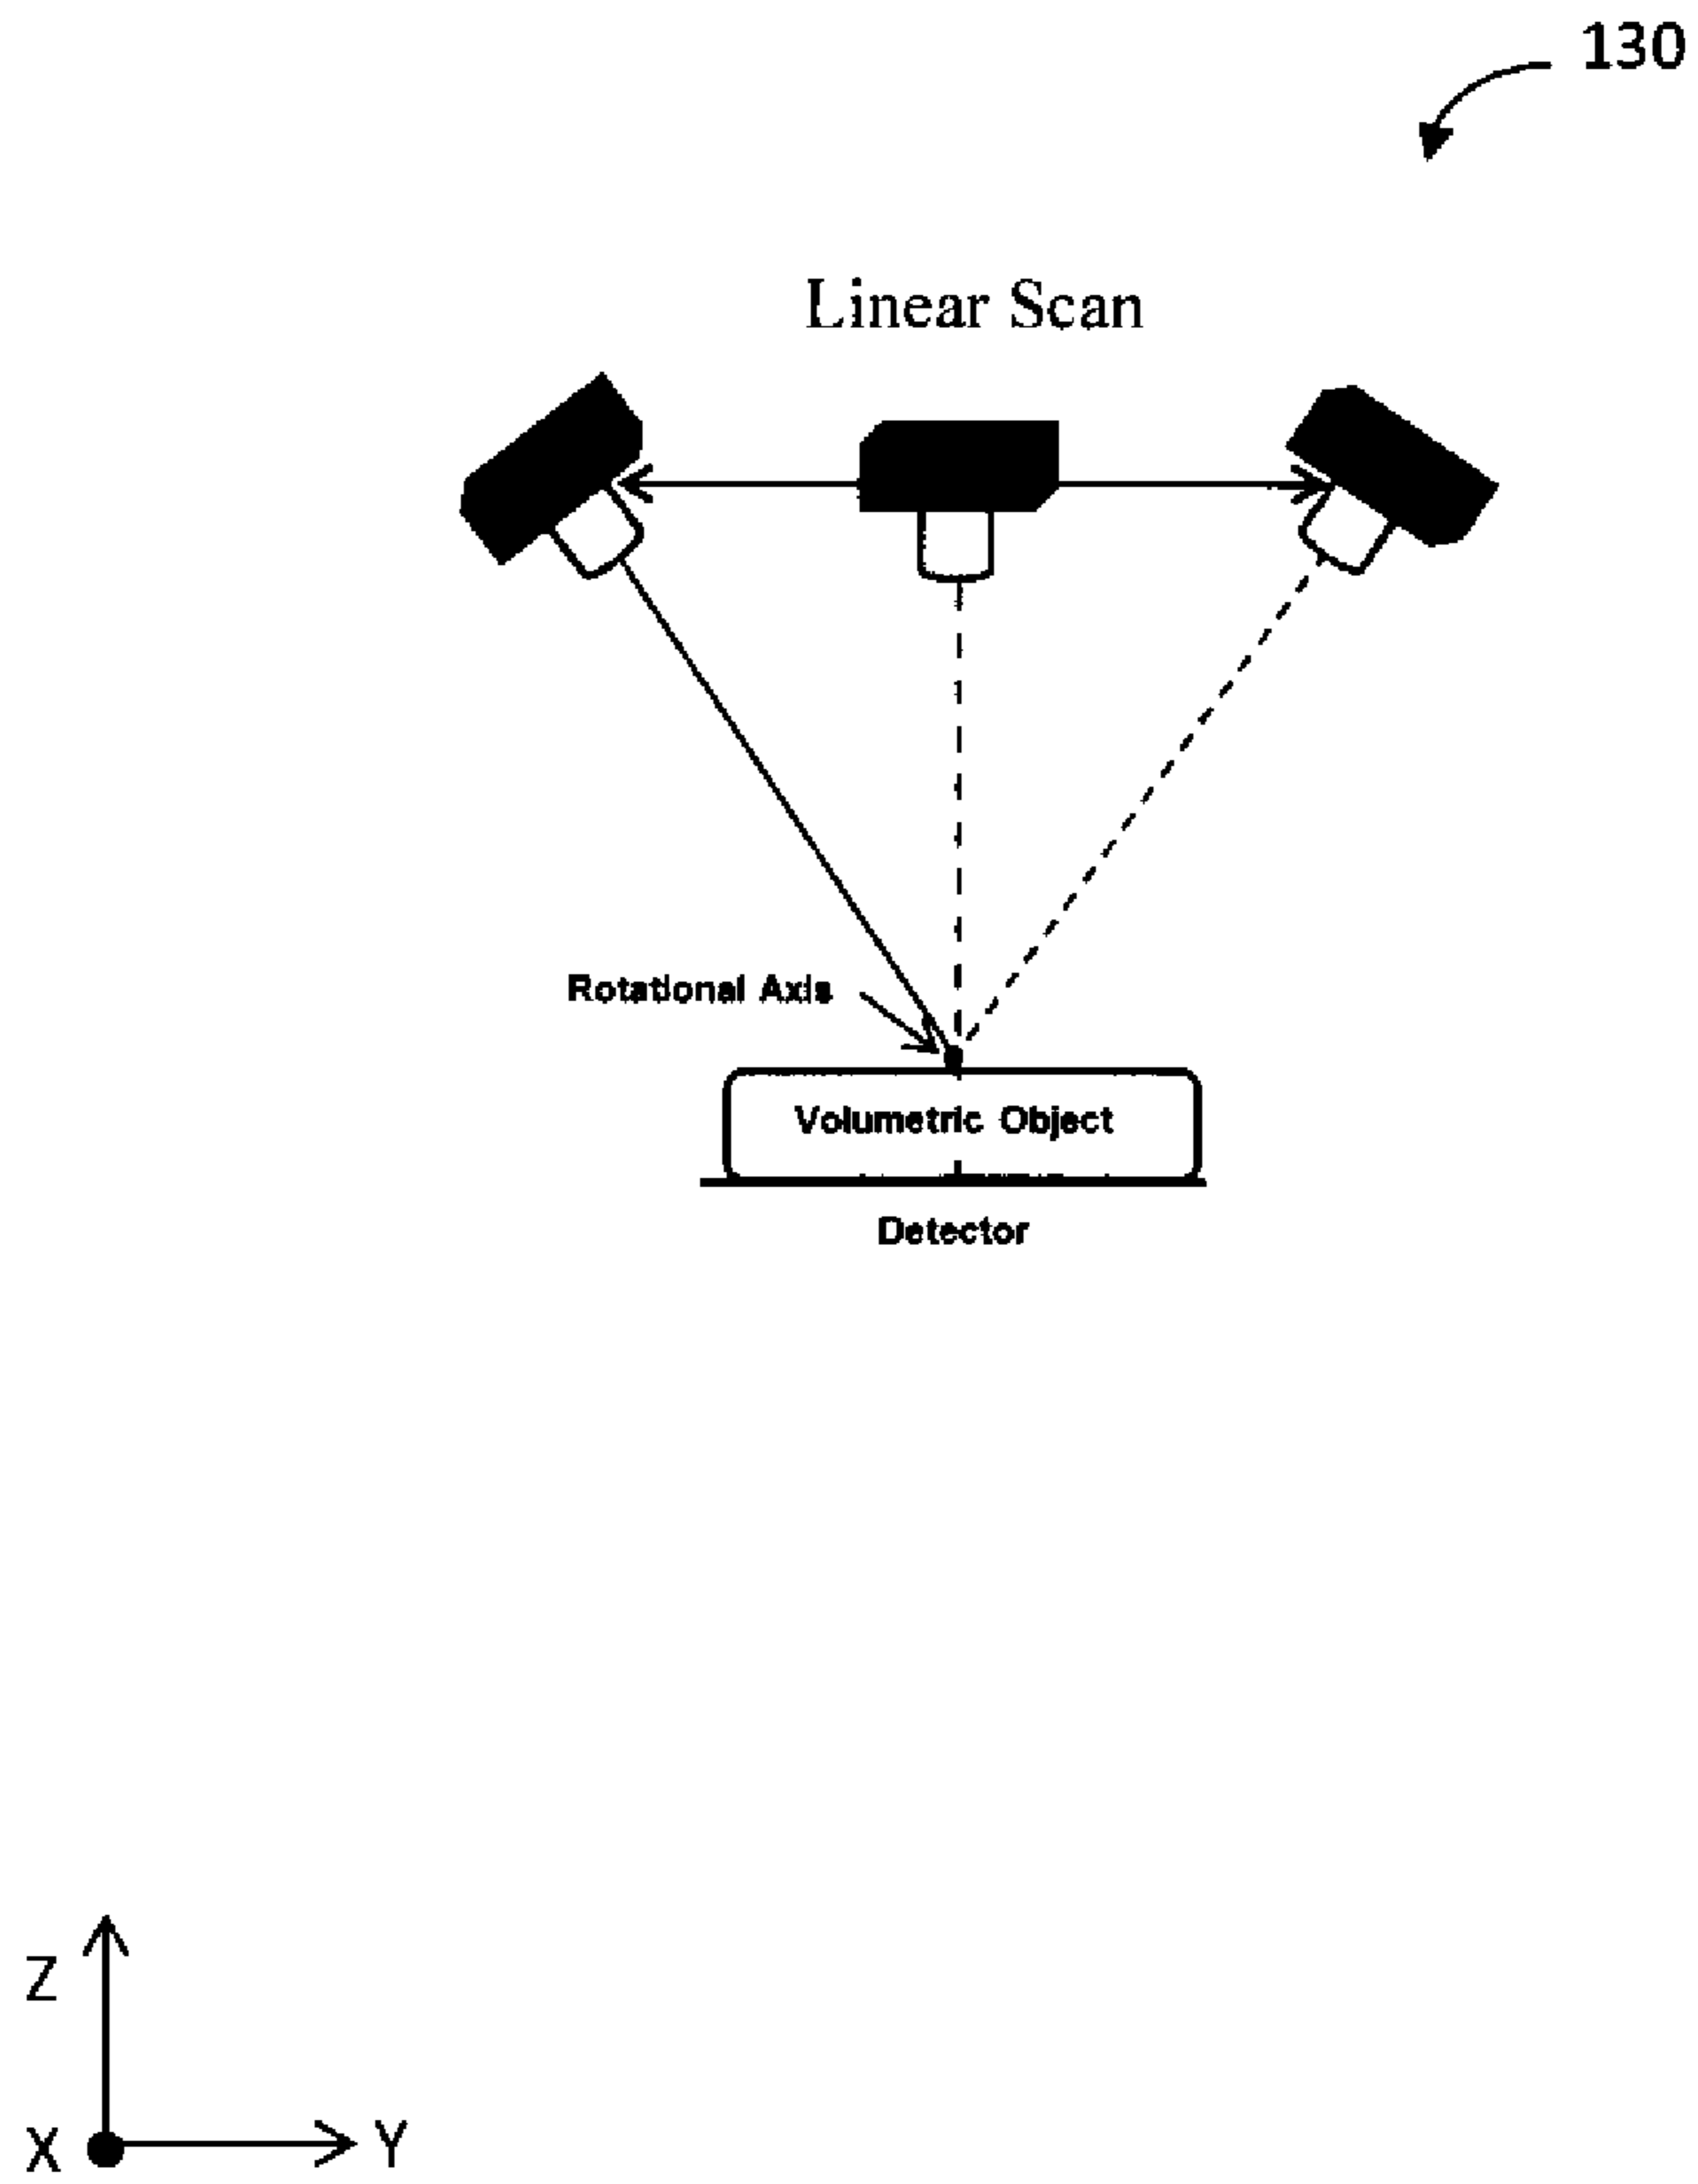 130
Linear Scan
Rotational Axis
Volumetric Object
Detector
Z
X
Y